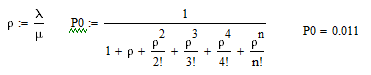 ρ := λ/μ P0 := 1/(1 + ρ + ρ^2/2! + ρ^3/3! + ρ^4/4! + ρ^n/n!) P0 = 0.011